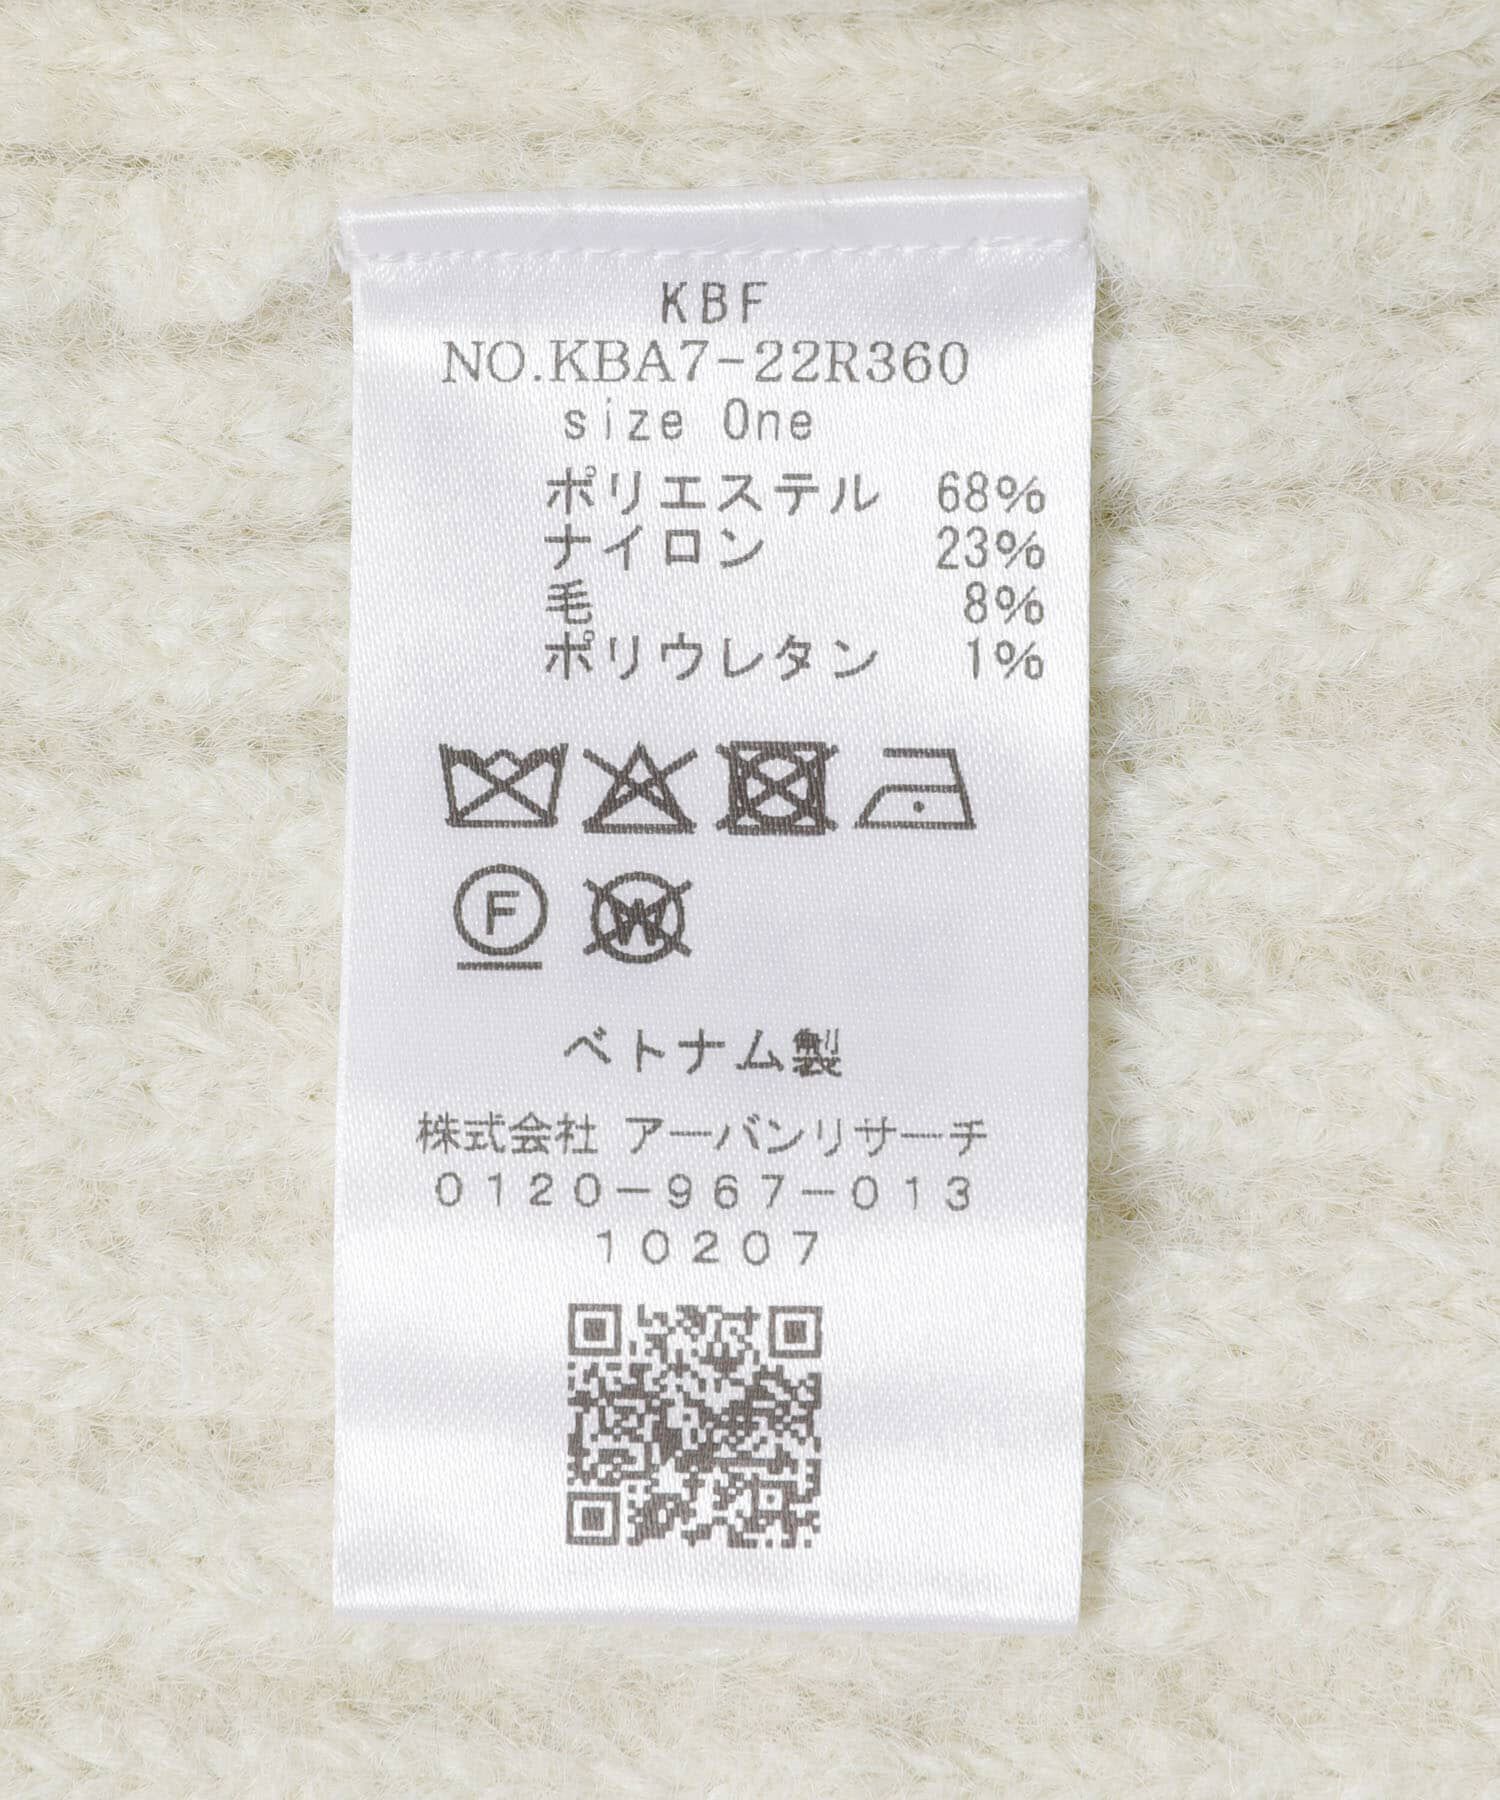 KBF
NO.KBA7-22R360
size One
ポリエステル 68%
ナイロン 23%
毛 8%
ポリウレタン 1%
F W
ベトナム製
株式会社 アーバンリサーチ
0120-967-013
10207